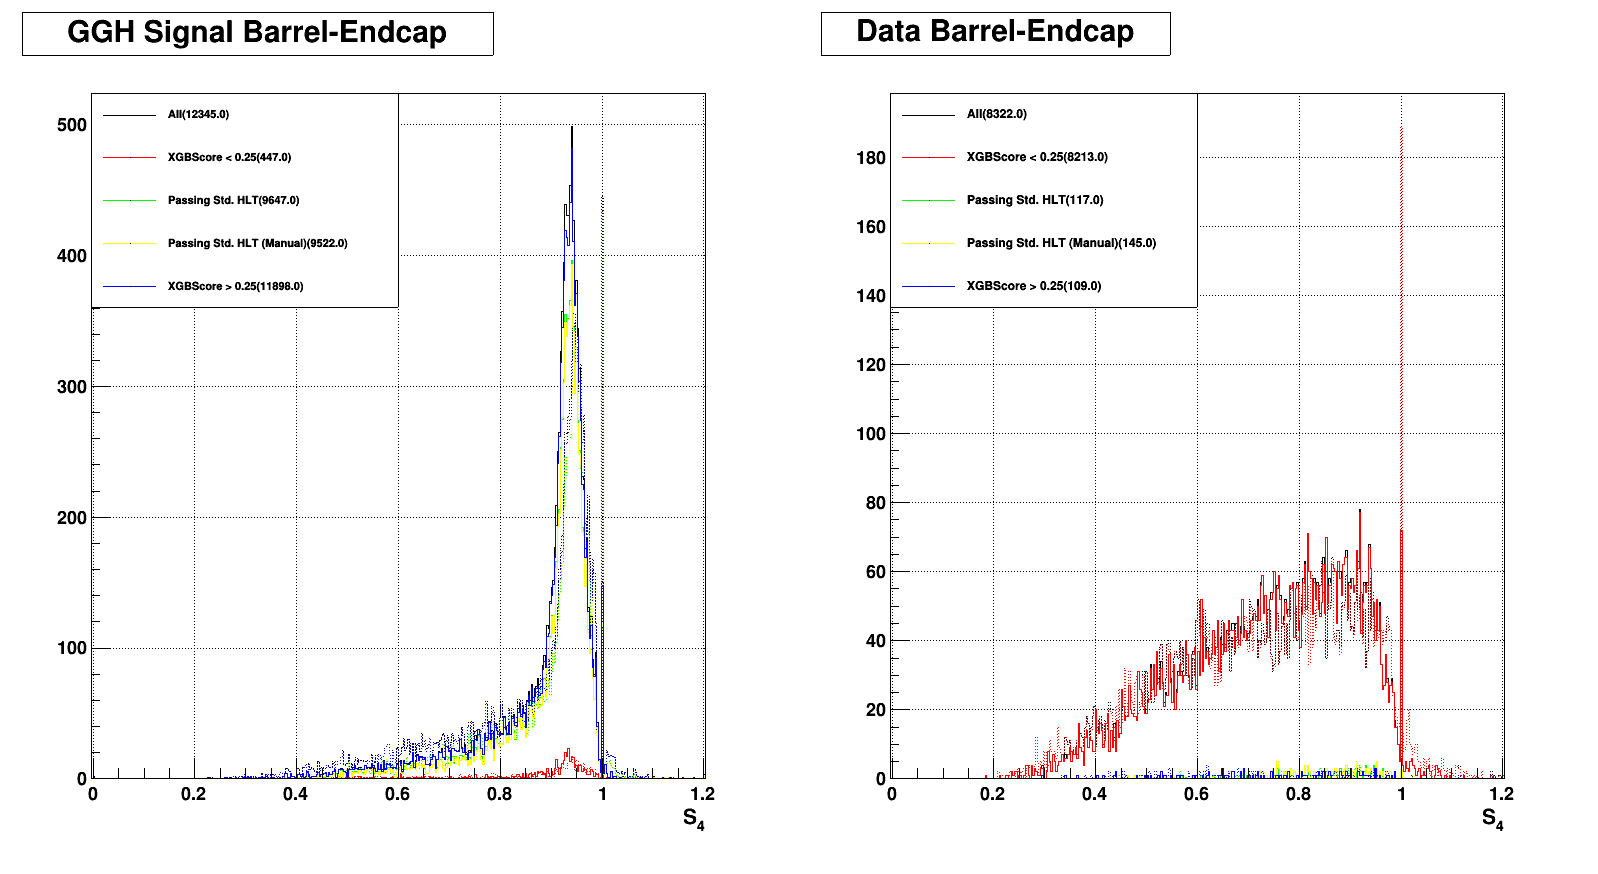 GGH Signal Barrel-Endcap
All(12345.0)
XGBScore < 0.25(447.0)
Passing Std. HLT(9647.0)
Passing Std. HLT (Manual)(9522.0)
XGBScore > 0.25(11898.0)
500
400
300
200
100
0
0 0.2 0.4 0.6 0.8 1 1.2
S4
Data Barrel-Endcap
All(8322.0)
XGBScore < 0.25(8213.0)
Passing Std. HLT(117.0)
Passing Std. HLT (Manual)(145.0)
XGBScore > 0.25(109.0)
180
160
140
120
100
80
60
40
20
0
0 0.2 0.4 0.6 0.8 1 1.2
S4